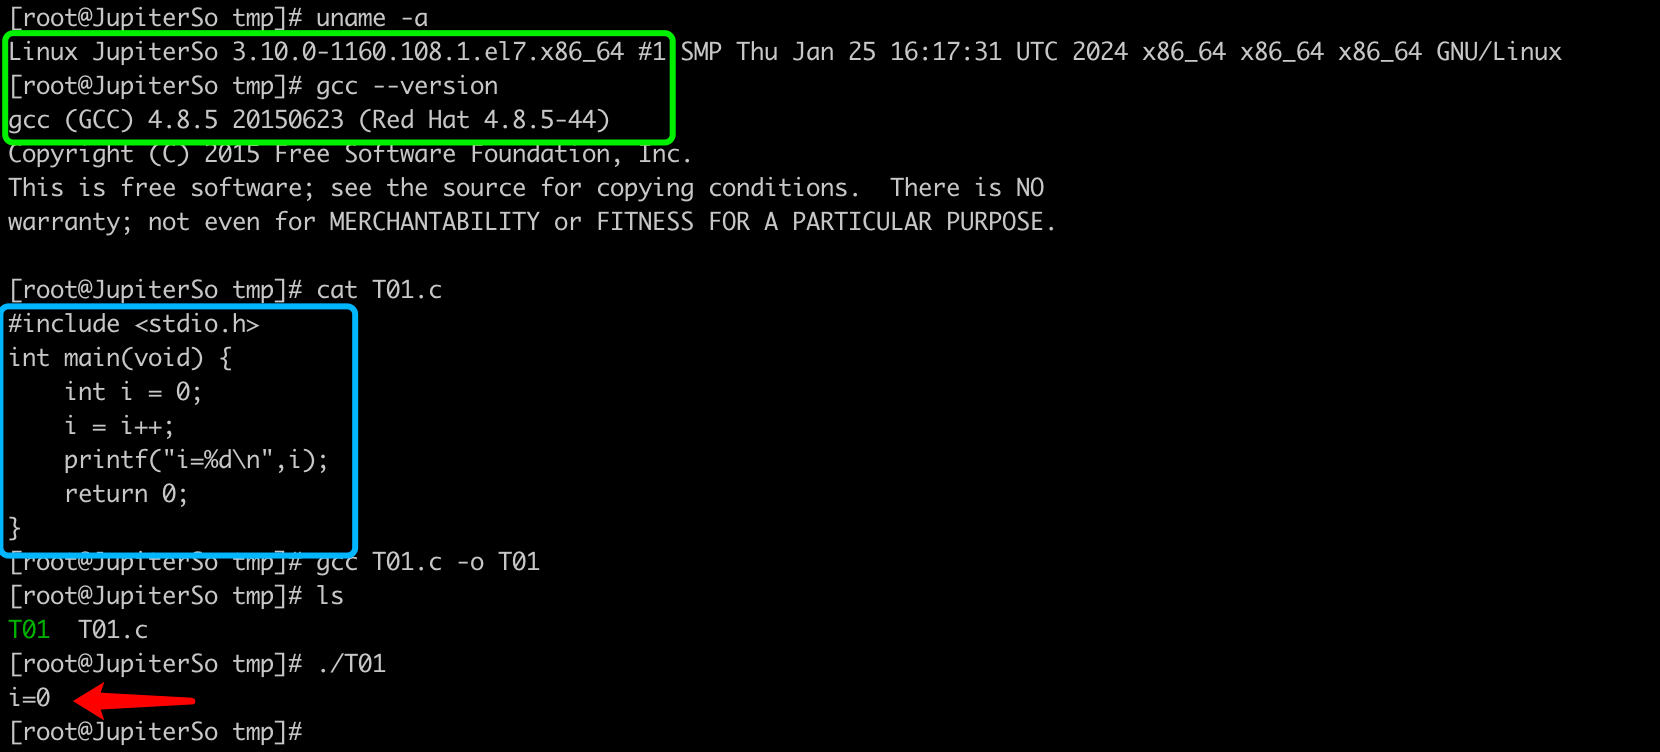 [root@JupiterSo tmp]# uname -a
Linux JupiterSo 3.10.0-1160.108.1.el7.x86_64 #1 SMP Thu Jan 25 16:17:31 UTC 2024 x86_64 x86_64 x86_64 GNU/Linux
[root@JupiterSo tmp]# gcc --version
gcc (GCC) 4.8.5 20150623 (Red Hat 4.8.5-44)
Copyright (C) 2015 Free Software Foundation, Inc.
This is free software; see the source for copying conditions.  There is NO
warranty; not even for MERCHANTABILITY or FITNESS FOR A PARTICULAR PURPOSE.

[root@JupiterSo tmp]# cat T01.c
#include <stdio.h>
int main(void) {
    int i = 0;
    i = i++;
    printf("i=%d\n",i);
    return 0;
}
[root@JupiterSo tmp]# gcc T01.c -o T01
[root@JupiterSo tmp]# ls
T01  T01.c
[root@JupiterSo tmp]# ./T01
i=0
[root@JupiterSo tmp]#